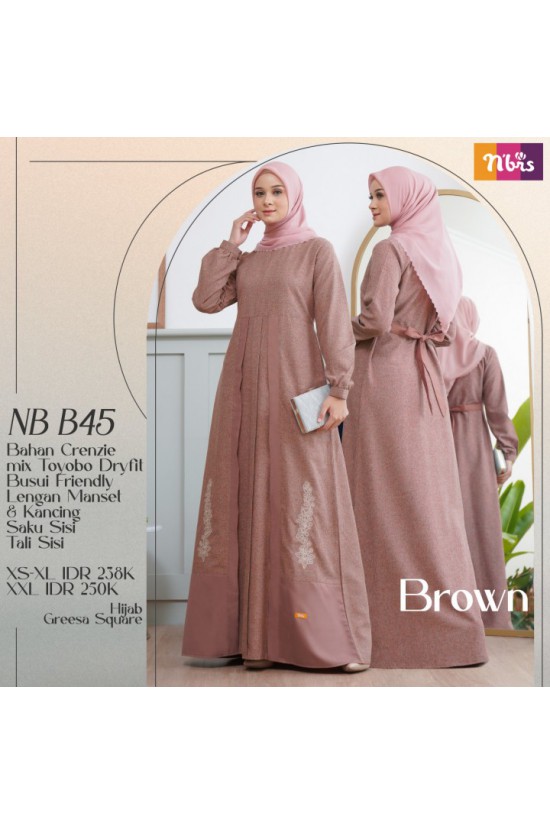 Nbrs
NB B45
Bahan Crenzie
mix Toyobo Dryfit
Busui Friendly
Lengan Manset
& Kancing
Saku Sisi
Tali Sisi
XS-XL IDR 238K
XXL IDR 250K
Hijab
Greesa Square
Brown